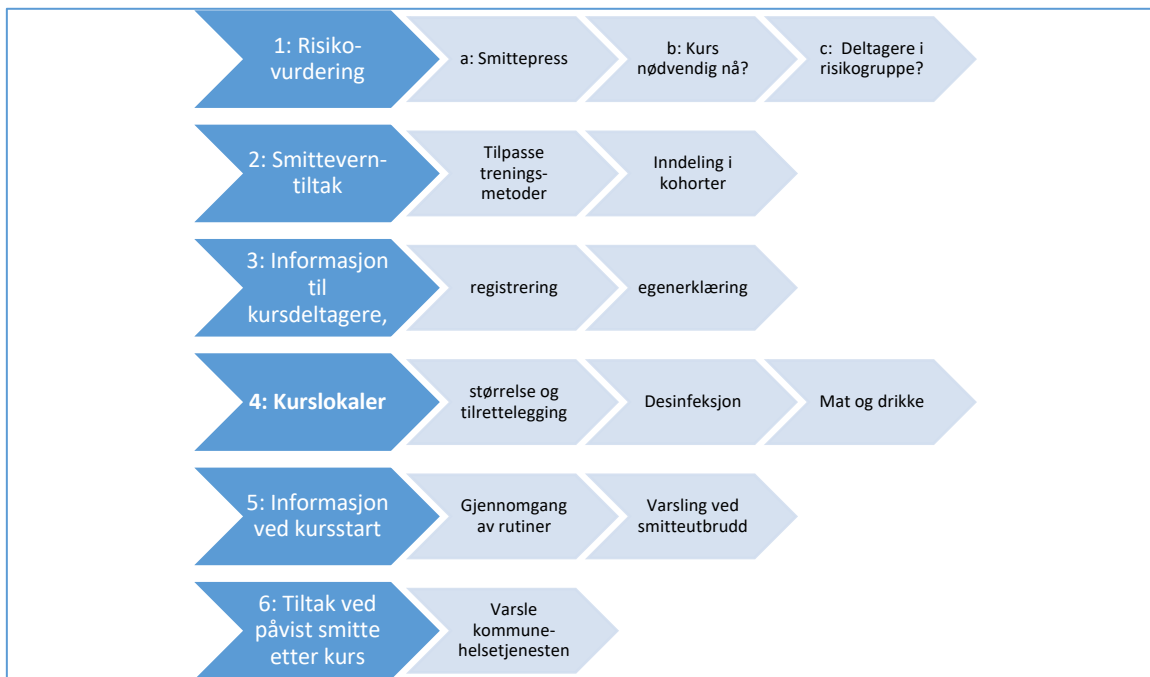 1: Risiko-
vurdering
a: Smittepress
b: Kurs
nødvendig nå?
c:  Deltagere i
risikogruppe?
2: Smittevern-
tiltak
Tilpasse
trenings-
metoder
Inndeling i
kohorter
3: Informasjon
til
kursdeltagere,
registrering
egenerklæring
4: Kurslokaler
størrelse og
tilrettelegging
Desinfeksjon
Mat og drikke
5: Informasjon
ved kursstart
Gjennomgang
av rutiner
Varsling ved
smitteutbrudd
6: Tiltak ved
påvist smitte
etter kurs
Varsle
kommune-
helsetjenesten